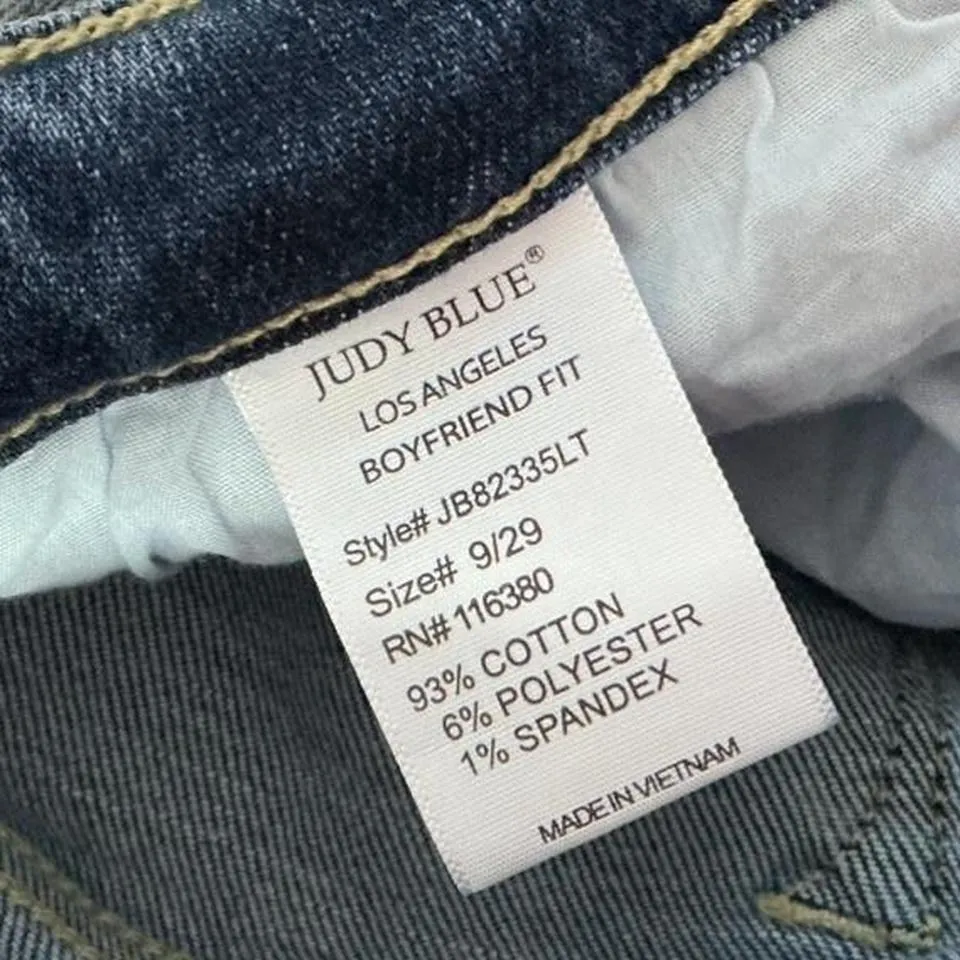 JUDY BLUE®
LOS ANGELES
BOYFRIEND FIT
Style# JB82335LT
Size# 9/29
RN# 116380
93% COTTON
6% POLYESTER
1% SPANDEX
MADE IN VIETNAM